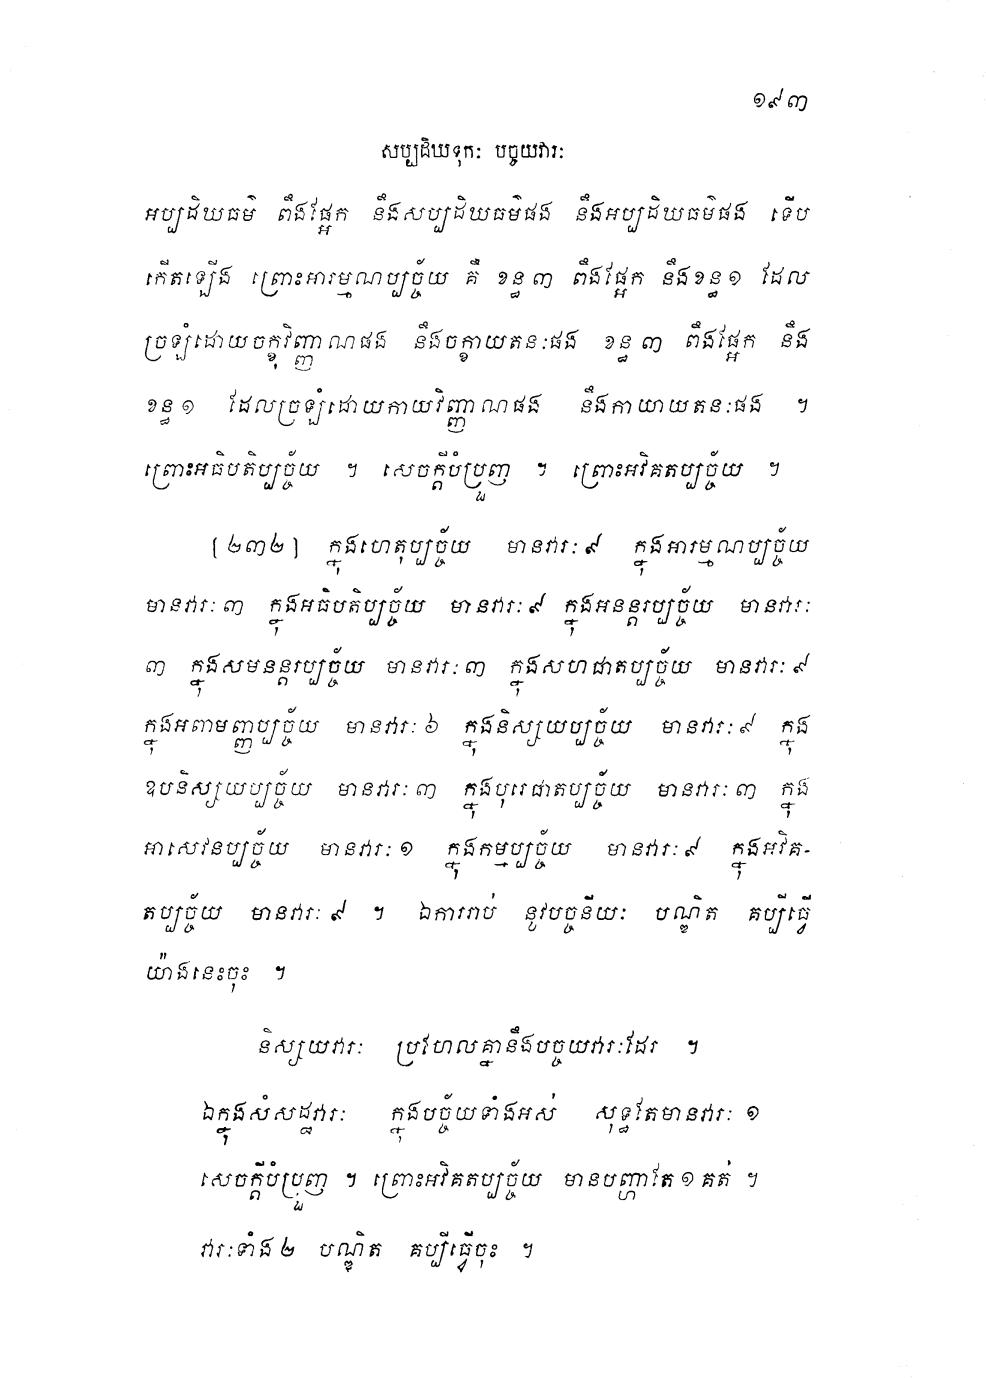 ១៩៣
សប្បដិឃទុកៈ បច្ចយវារៈ
អប្បដិឃធម៌ ពឹងផ្អែក នឹងសប្បដិឃធម៌ផង នឹងអប្បដិឃធម៌ផង ទើប
កើតឡើង ព្រោះអារម្មណប្បច្ច័យ គឺ ខន្ធ ៣ ពឹងផ្អែក នឹងខន្ធ ១ ដែល
ច្រឡំដោយចក្ខុវិញ្ញាណផង នឹងចក្ខាយតនៈផង ខន្ធ ៣ ពឹងផ្អែក នឹង
ខន្ធ ១ ដែលច្រឡំដោយកាយវិញ្ញាណផង នឹងកាយាយតនៈផង ។
ព្រោះអធិបតិប្បច្ច័យ ។ សេចក្តីបំប្រួញ ។ ព្រោះអវិគតប្បច្ច័យ ។
[២៣២] ក្នុងហេតុប្បច្ច័យ មានវារៈ ៩ ក្នុងអារម្មណប្បច្ច័យ
មានវារៈ ៣ ក្នុងអធិបតិប្បច្ច័យ មានវារៈ ៩ ក្នុងអនន្តរប្បច្ច័យ មានវារៈ
៣ ក្នុងសមនន្តរប្បច្ច័យ មានវារៈ ៣ ក្នុងសហជាតប្បច្ច័យ មានវារៈ ៩
ក្នុងអញ្ញមញ្ញប្បច្ច័យ មានវារៈ ៦ ក្នុងនិស្សយប្បច្ច័យ មានវារៈ ៩ ក្នុង
ឧបនិស្សយប្បច្ច័យ មានវារៈ ៣ ក្នុងបុរេជាតប្បច្ច័យ មានវារៈ ៣ ក្នុង
អាសេវនប្បច្ច័យ មានវារៈ ១ ក្នុងកម្មប្បច្ច័យ មានវារៈ ៩ ក្នុងអវិគ-
តប្បច្ច័យ មានវារៈ ៩ ។ ឯការរាប់ នូវបច្ចនីយៈ បណ្ឌិត គប្បីធ្វើ
យ៉ាងនេះចុះ ។
និស្សយវារៈ ប្រហែលគ្នានឹងបច្ចយវារៈដែរ ។
ឯក្នុងសំសដ្ឋវារៈ ក្នុងបច្ច័យទាំងអស់ សុទ្ធតែមានវារៈ ១
សេចក្តីបំប្រួញ ។ ព្រោះអវិគតប្បច្ច័យ មានបញ្ហាតែ ១ គត់ ។
វារៈទាំង ២ បណ្ឌិត គប្បីធ្វើចុះ ។